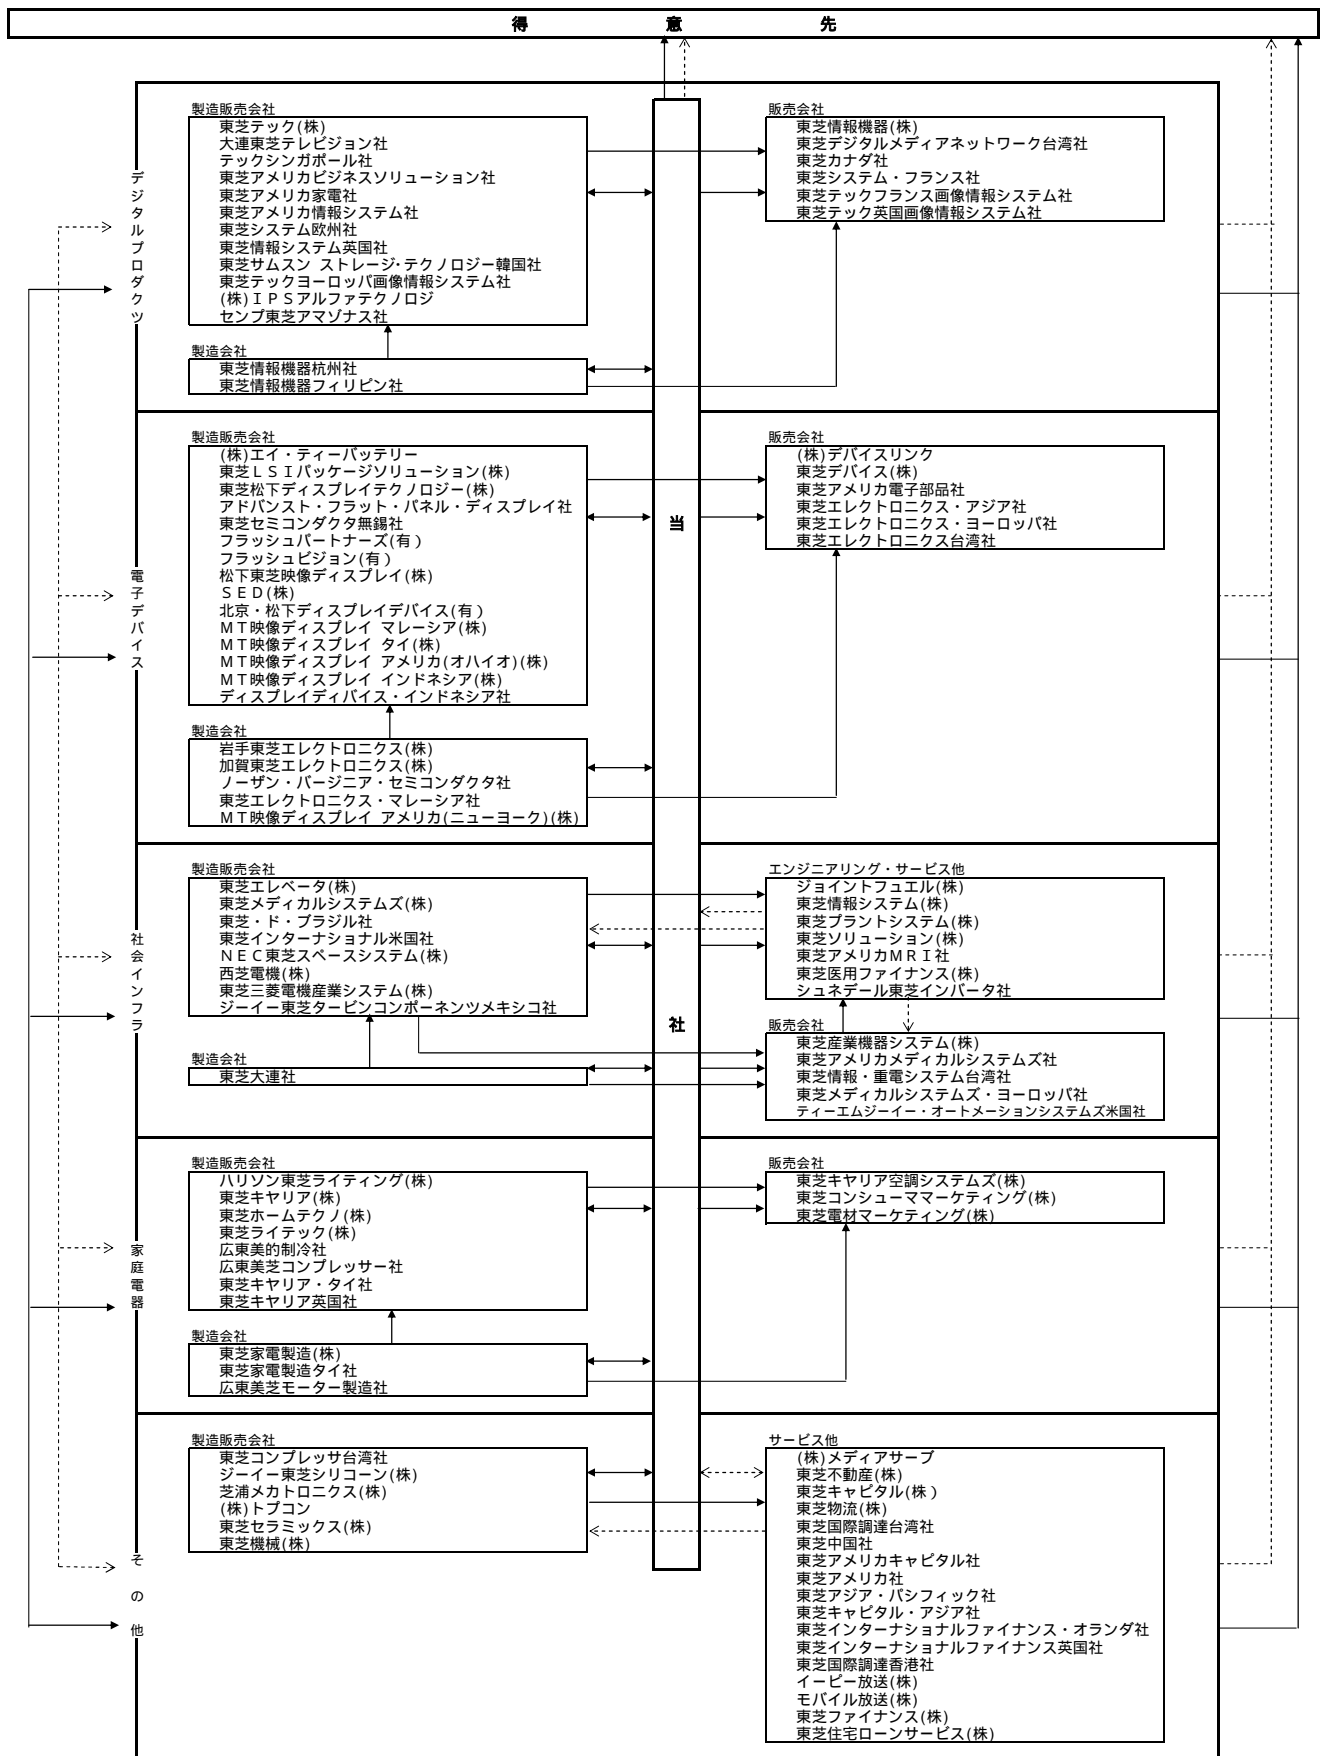 得意先
当社
デジタルプロダクツ
製造販売会社
東芝テック(株)
大連東芝テレビジョン社
テックシンガポール社
東芝アメリカビジネスソリューション社
東芝アメリカ家電社
東芝アメリカ情報システム社
東芝システム欧州社
東芝情報システム英国社
東芝サムスン ストレージ・テクノロジー韓国社
東芝テックヨーロッパ画像情報システム社
(株)ＩＰＳアルファテクノロジ
センプ東芝アマゾナス社
製造会社
東芝情報機器杭州社
東芝情報機器フィリピン社
販売会社
東芝情報機器(株)
東芝デジタルメディアネットワーク台湾社
東芝カナダ社
東芝システム・フランス社
東芝テックフランス画像情報システム社
東芝テック英国画像情報システム社
電子デバイス
製造販売会社
(株)エイ・ティーバッテリー
東芝ＬＳＩパッケージソリューション(株)
東芝松下ディスプレイテクノロジー(株)
アドバンスト・フラット・パネル・ディスプレイ社
東芝セミコンダクタ無錫社
フラッシュパートナーズ(有)
フラッシュビジョン(有)
松下東芝映像ディスプレイ(株)
ＳＥＤ(株)
北京・松下ディスプレイデバイス(有)
ＭＴ映像ディスプレイ マレーシア(株)
ＭＴ映像ディスプレイ タイ(株)
ＭＴ映像ディスプレイ アメリカ(オハイオ)(株)
ＭＴ映像ディスプレイ インドネシア(株)
ディスプレイディバイス・インドネシア社
製造会社
岩手東芝エレクトロニクス(株)
加賀東芝エレクトロニクス(株)
ノーザン・バージニア・セミコンダクタ社
東芝エレクトロニクス・マレーシア社
ＭＴ映像ディスプレイ アメリカ(ニューヨーク)(株)
販売会社
(株)デバイスリンク
東芝デバイス(株)
東芝アメリカ電子部品社
東芝エレクトロニクス・アジア社
東芝エレクトロニクス・ヨーロッパ社
東芝エレクトロニクス台湾社
社会インフラ
製造販売会社
東芝エレベータ(株)
東芝メディカルシステムズ(株)
東芝・ド・ブラジル社
東芝インターナショナル米国社
ＮＥＣ東芝スペースシステム(株)
西芝電機(株)
東芝三菱電機産業システム(株)
ジーイー東芝タービンコンポーネンツメキシコ社
製造会社
東芝大連社
エンジニアリング・サービス他
ジョイントフュエル(株)
東芝情報システム(株)
東芝プラントシステム(株)
東芝ソリューション(株)
東芝アメリカＭＲＩ社
東芝医用ファイナンス(株)
シュネデール東芝インバータ社
販売会社
東芝産業機器システム(株)
東芝アメリカメディカルシステムズ社
東芝情報・重電システム台湾社
東芝メディカルシステムズ・ヨーロッパ社
ティーエムジーイー・オートメーションシステムズ米国社
家庭電器
製造販売会社
ハリソン東芝ライティング(株)
東芝キヤリア(株)
東芝ホームテクノ(株)
東芝ライテック(株)
広東美的制冷社
広東美芝コンプレッサー社
東芝キヤリア・タイ社
東芝キヤリア英国社
製造会社
東芝家電製造(株)
東芝家電製造タイ社
広東美芝モーター製造社
販売会社
東芝キヤリア空調システムズ(株)
東芝コンシューママーケティング(株)
東芝電材マーケティング(株)
その他
製造販売会社
東芝コンプレッサ台湾社
ジーイー東芝シリコーン(株)
芝浦メカトロニクス(株)
(株)トプコン
東芝セラミックス(株)
東芝機械(株)
サービス他
(株)メディアサーブ
東芝不動産(株)
東芝キャピタル(株)
東芝物流(株)
東芝国際調達台湾社
東芝中国社
東芝アメリカキャピタル社
東芝アメリカ社
東芝アジア・パシフィック社
東芝キャピタル・アジア社
東芝インターナショナルファイナンス・オランダ社
東芝インターナショナルファイナンス英国社
東芝国際調達香港社
イーピー放送(株)
モバイル放送(株)
東芝ファイナンス(株)
東芝住宅ローンサービス(株)